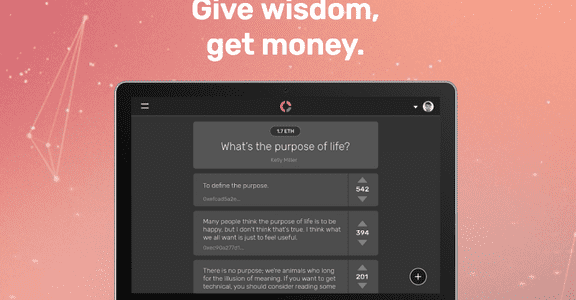 Give wisdom,
get money.
1.7 ETH
What's the purpose of life?
Kelly Miller
To define the purpose.
542
Many people think the purpose of life is to be
happy, but I don't think that's true. I think what
we all want is just to feel useful.
394
There is no purpose; we're animals who long
for the illusion of meaning. If you want to get
technical, you should consider reading some
201